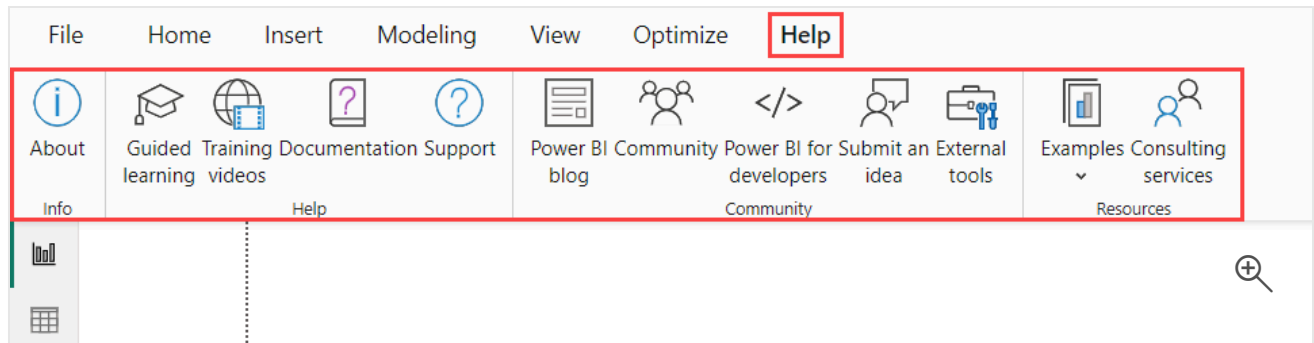 File Home Insert Modeling View Optimize Help
About Guided Training Documentation Support Power BI Community Power BI for Submit an External Examples Consulting
learning videos blog developers idea tools services
Info Help Community Resources